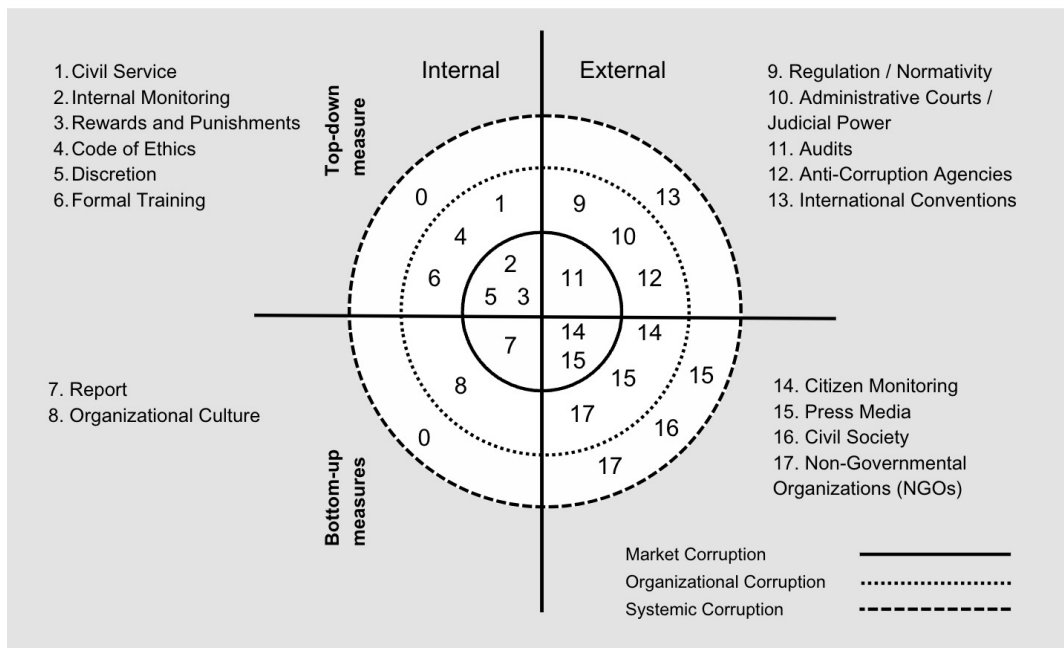 Internal
External
1. Civil Service
2. Internal Monitoring
3. Rewards and Punishments
4. Code of Ethics
5. Discretion
6. Formal Training
Top-down
measure
9. Regulation / Normativity
10. Administrative Courts /
Judicial Power
11. Audits
12. Anti-Corruption Agencies
13. International Conventions
0
1
9
13
4
10
2
6
11
12
5
3
7
14
14
15
8
15
15
17
0
16
17
7. Report
8. Organizational Culture
Bottom-up
measures
14. Citizen Monitoring
15. Press Media
16. Civil Society
17. Non-Governmental
Organizations (NGOs)
Market Corruption
Organizational Corruption
Systemic Corruption